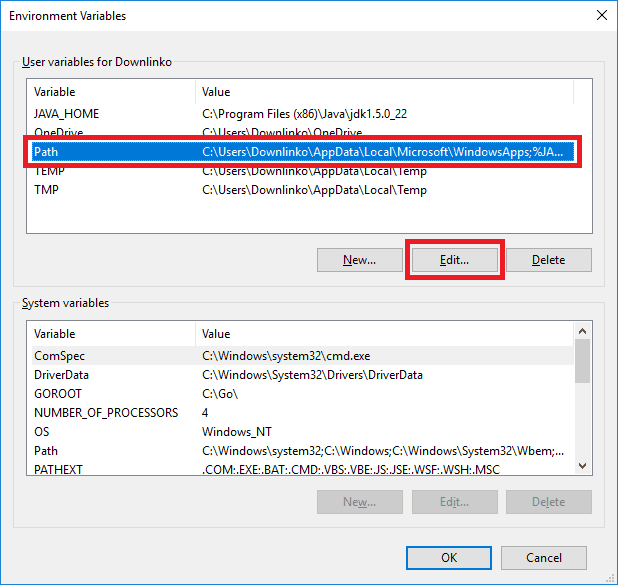 Environment Variables
User variables for Downlinko
Variable Value
JAVA_HOME C:\Program Files (x86)\Java\jdk1.5.0_22
OneDrive C:\Users\Downlinko\OneDrive
Path C:\Users\Downlinko\AppData\Local\Microsoft\WindowsApps;%JA...
TEMP C:\Users\Downlinko\AppData\Local\Temp
TMP C:\Users\Downlinko\AppData\Local\Temp
New... Edit... Delete
System variables
Variable Value
ComSpec C:\Windows\system32\cmd.exe
DriverData C:\Windows\System32\Drivers\DriverData
GOROOT C:\Go\
NUMBER_OF_PROCESSORS 4
OS Windows_NT
Path C:\Windows\system32;C:\Windows;C:\Windows\System32\Wbem;...
PATHEXT .COM;.EXE;.BAT;.CMD;.VBS;.VBE;.JS;.JSE;.WSF;.WSH;.MSC
New... Edit... Delete
OK Cancel